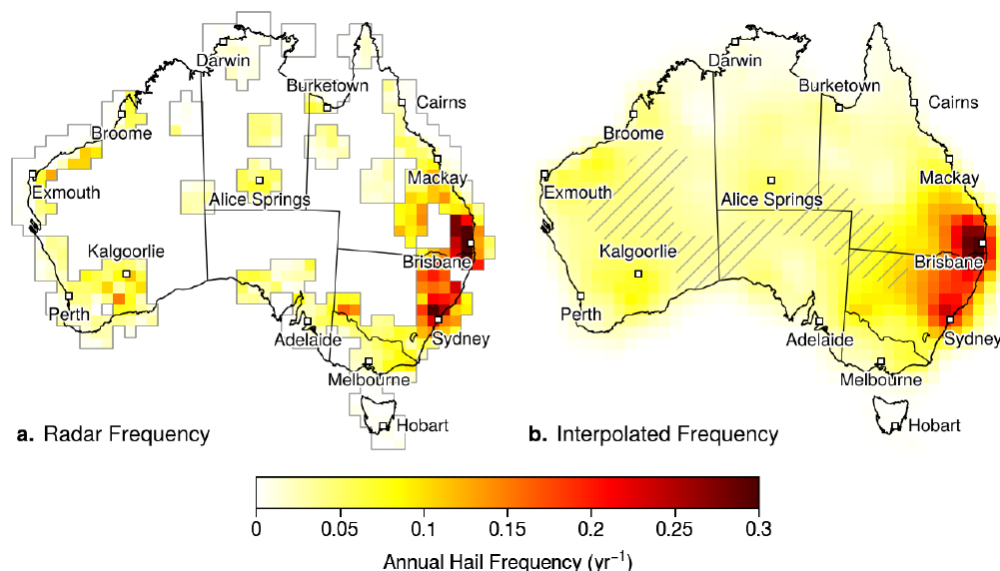 Darwin
Burketown
Cairns
Broome
Mackay
Exmouth
Alice Springs
Kalgoorlie
Brisbane
Perth
Adelaide
Sydney
Melbourne
Hobart
a. Radar Frequency
Darwin
Burketown
Cairns
Broome
Mackay
Exmouth
Alice Springs
Kalgoorlie
Brisbane
Perth
Adelaide
Sydney
Melbourne
Hobart
b. Interpolated Frequency
0 0.05 0.1 0.15 0.2 0.25 0.3
Annual Hail Frequency (yr⁻¹)